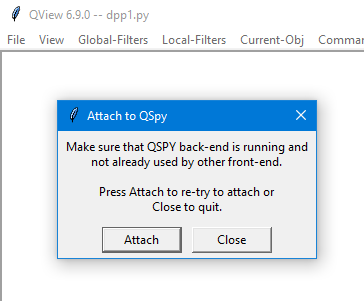 QView 6.9.0 -- dpp1.py
File View Global-Filters Local-Filters Current-Obj
Attach to QSpy
Make sure that QSPY back-end is running and
not already used by other front-end.
Press Attach to re-try to attach or
Close to quit.
Attach Close